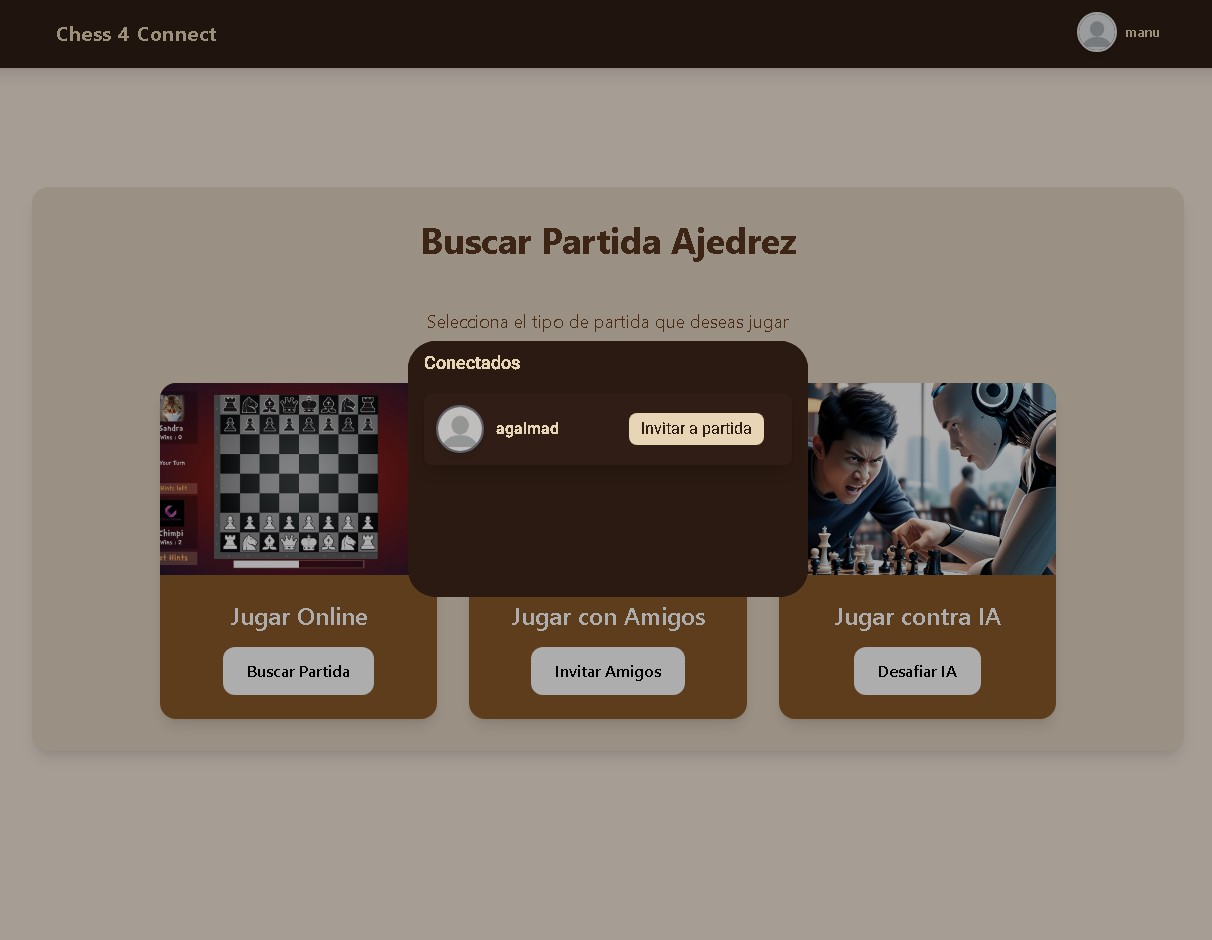 Chess 4 Connect
manu
Buscar Partida Ajedrez
Selecciona el tipo de partida que deseas jugar
Conectados
agalmad
Invitar a partida
Sandra
Wins : 0
Your Turn
Hints left
Chimpi
Wins : 2
et Hints
Jugar Online
Buscar Partida
Jugar con Amigos
Invitar Amigos
Jugar contra IA
Desafiar IA